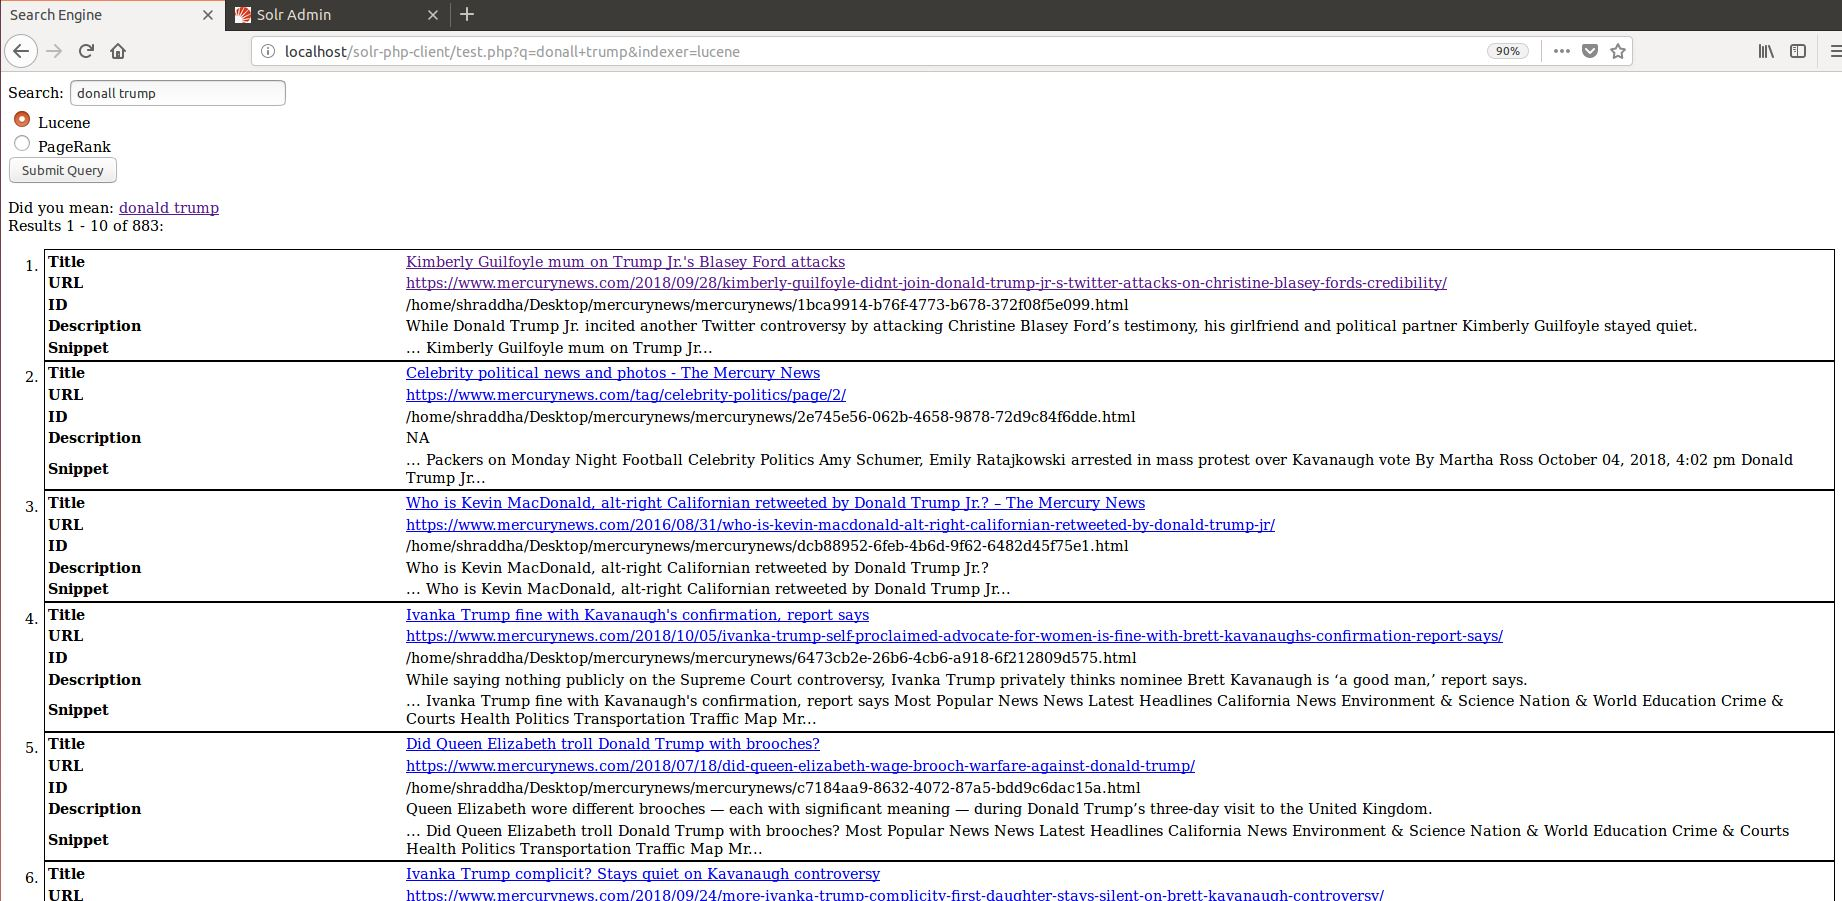 Search Engine
Solr Admin
localhost/solr-php-client/test.php?q=donall+trump&indexer=lucene
90%
Search: donall trump
Lucene
PageRank
Submit Query
Did you mean: donald trump
Results 1 - 10 of 883:
1. Title Kimberly Guilfoyle mum on Trump Jr.'s Blasey Ford attacks
URL https://www.mercurynews.com/2018/09/28/kimberly-guilfoyle-didnt-join-donald-trump-jr-s-twitter-attacks-on-christine-blasey-fords-credibility/
ID /home/shraddha/Desktop/mercurynews/mercurynews/1bca9914-b76f-4773-b678-372f08f5e099.html
Description While Donald Trump Jr. incited another Twitter controversy by attacking Christine Blasey Ford’s testimony, his girlfriend and political partner Kimberly Guilfoyle stayed quiet.
Snippet ... Kimberly Guilfoyle mum on Trump Jr...
2. Title Celebrity political news and photos - The Mercury News
URL https://www.mercurynews.com/tag/celebrity-politics/page/2/
ID /home/shraddha/Desktop/mercurynews/mercurynews/2e745e56-062b-4658-9878-72d9c84f6dde.html
Description NA
Snippet ... Packers on Monday Night Football Celebrity Politics Amy Schumer, Emily Ratajkowski arrested in mass protest over Kavanaugh vote By Martha Ross October 04, 2018, 4:02 pm Donald
Trump Jr...
3. Title Who is Kevin MacDonald, alt-right Californian retweeted by Donald Trump Jr.? – The Mercury News
URL https://www.mercurynews.com/2016/08/31/who-is-kevin-macdonald-alt-right-californian-retweeted-by-donald-trump-jr/
ID /home/shraddha/Desktop/mercurynews/mercurynews/dcb88952-6feb-4b6d-9f62-6482d45f75e1.html
Description Who is Kevin MacDonald, alt-right Californian retweeted by Donald Trump Jr.?
Snippet ... Who is Kevin MacDonald, alt-right Californian retweeted by Donald Trump Jr...
4. Title Ivanka Trump fine with Kavanaugh's confirmation, report says
URL https://www.mercurynews.com/2018/10/05/ivanka-trump-self-proclaimed-advocate-for-women-is-fine-with-brett-kavanaughs-confirmation-report-says/
ID /home/shraddha/Desktop/mercurynews/mercurynews/6473cb2e-26b6-4cb6-a918-6f212809d575.html
Description While saying nothing publicly on the Supreme Court controversy, Ivanka Trump privately thinks nominee Brett Kavanaugh is ‘a good man,’ report says.
Snippet ... Ivanka Trump fine with Kavanaugh's confirmation, report says Most Popular News News Latest Headlines California News Environment & Science Nation & World Education Crime &
Courts Health Politics Transportation Traffic Map Mr...
5. Title Did Queen Elizabeth troll Donald Trump with brooches?
URL https://www.mercurynews.com/2018/07/18/did-queen-elizabeth-wage-brooch-warfare-against-donald-trump/
ID /home/shraddha/Desktop/mercurynews/mercurynews/c7184aa9-8632-4072-87a5-bdd9c6dac15a.html
Description Queen Elizabeth wore different brooches — each with significant meaning — during Donald Trump’s three-day visit to the United Kingdom.
Snippet ... Did Queen Elizabeth troll Donald Trump with brooches? Most Popular News News Latest Headlines California News Environment & Science Nation & World Education Crime & Courts
Health Politics Transportation Traffic Map Mr...
6. Title Ivanka Trump complicit? Stays quiet on Kavanaugh controversy
URL https://www.mercurynews.com/2018/09/24/more-ivanka-trump-complicity-first-daughter-stays-silent-on-brett-kavanaugh-controversy/